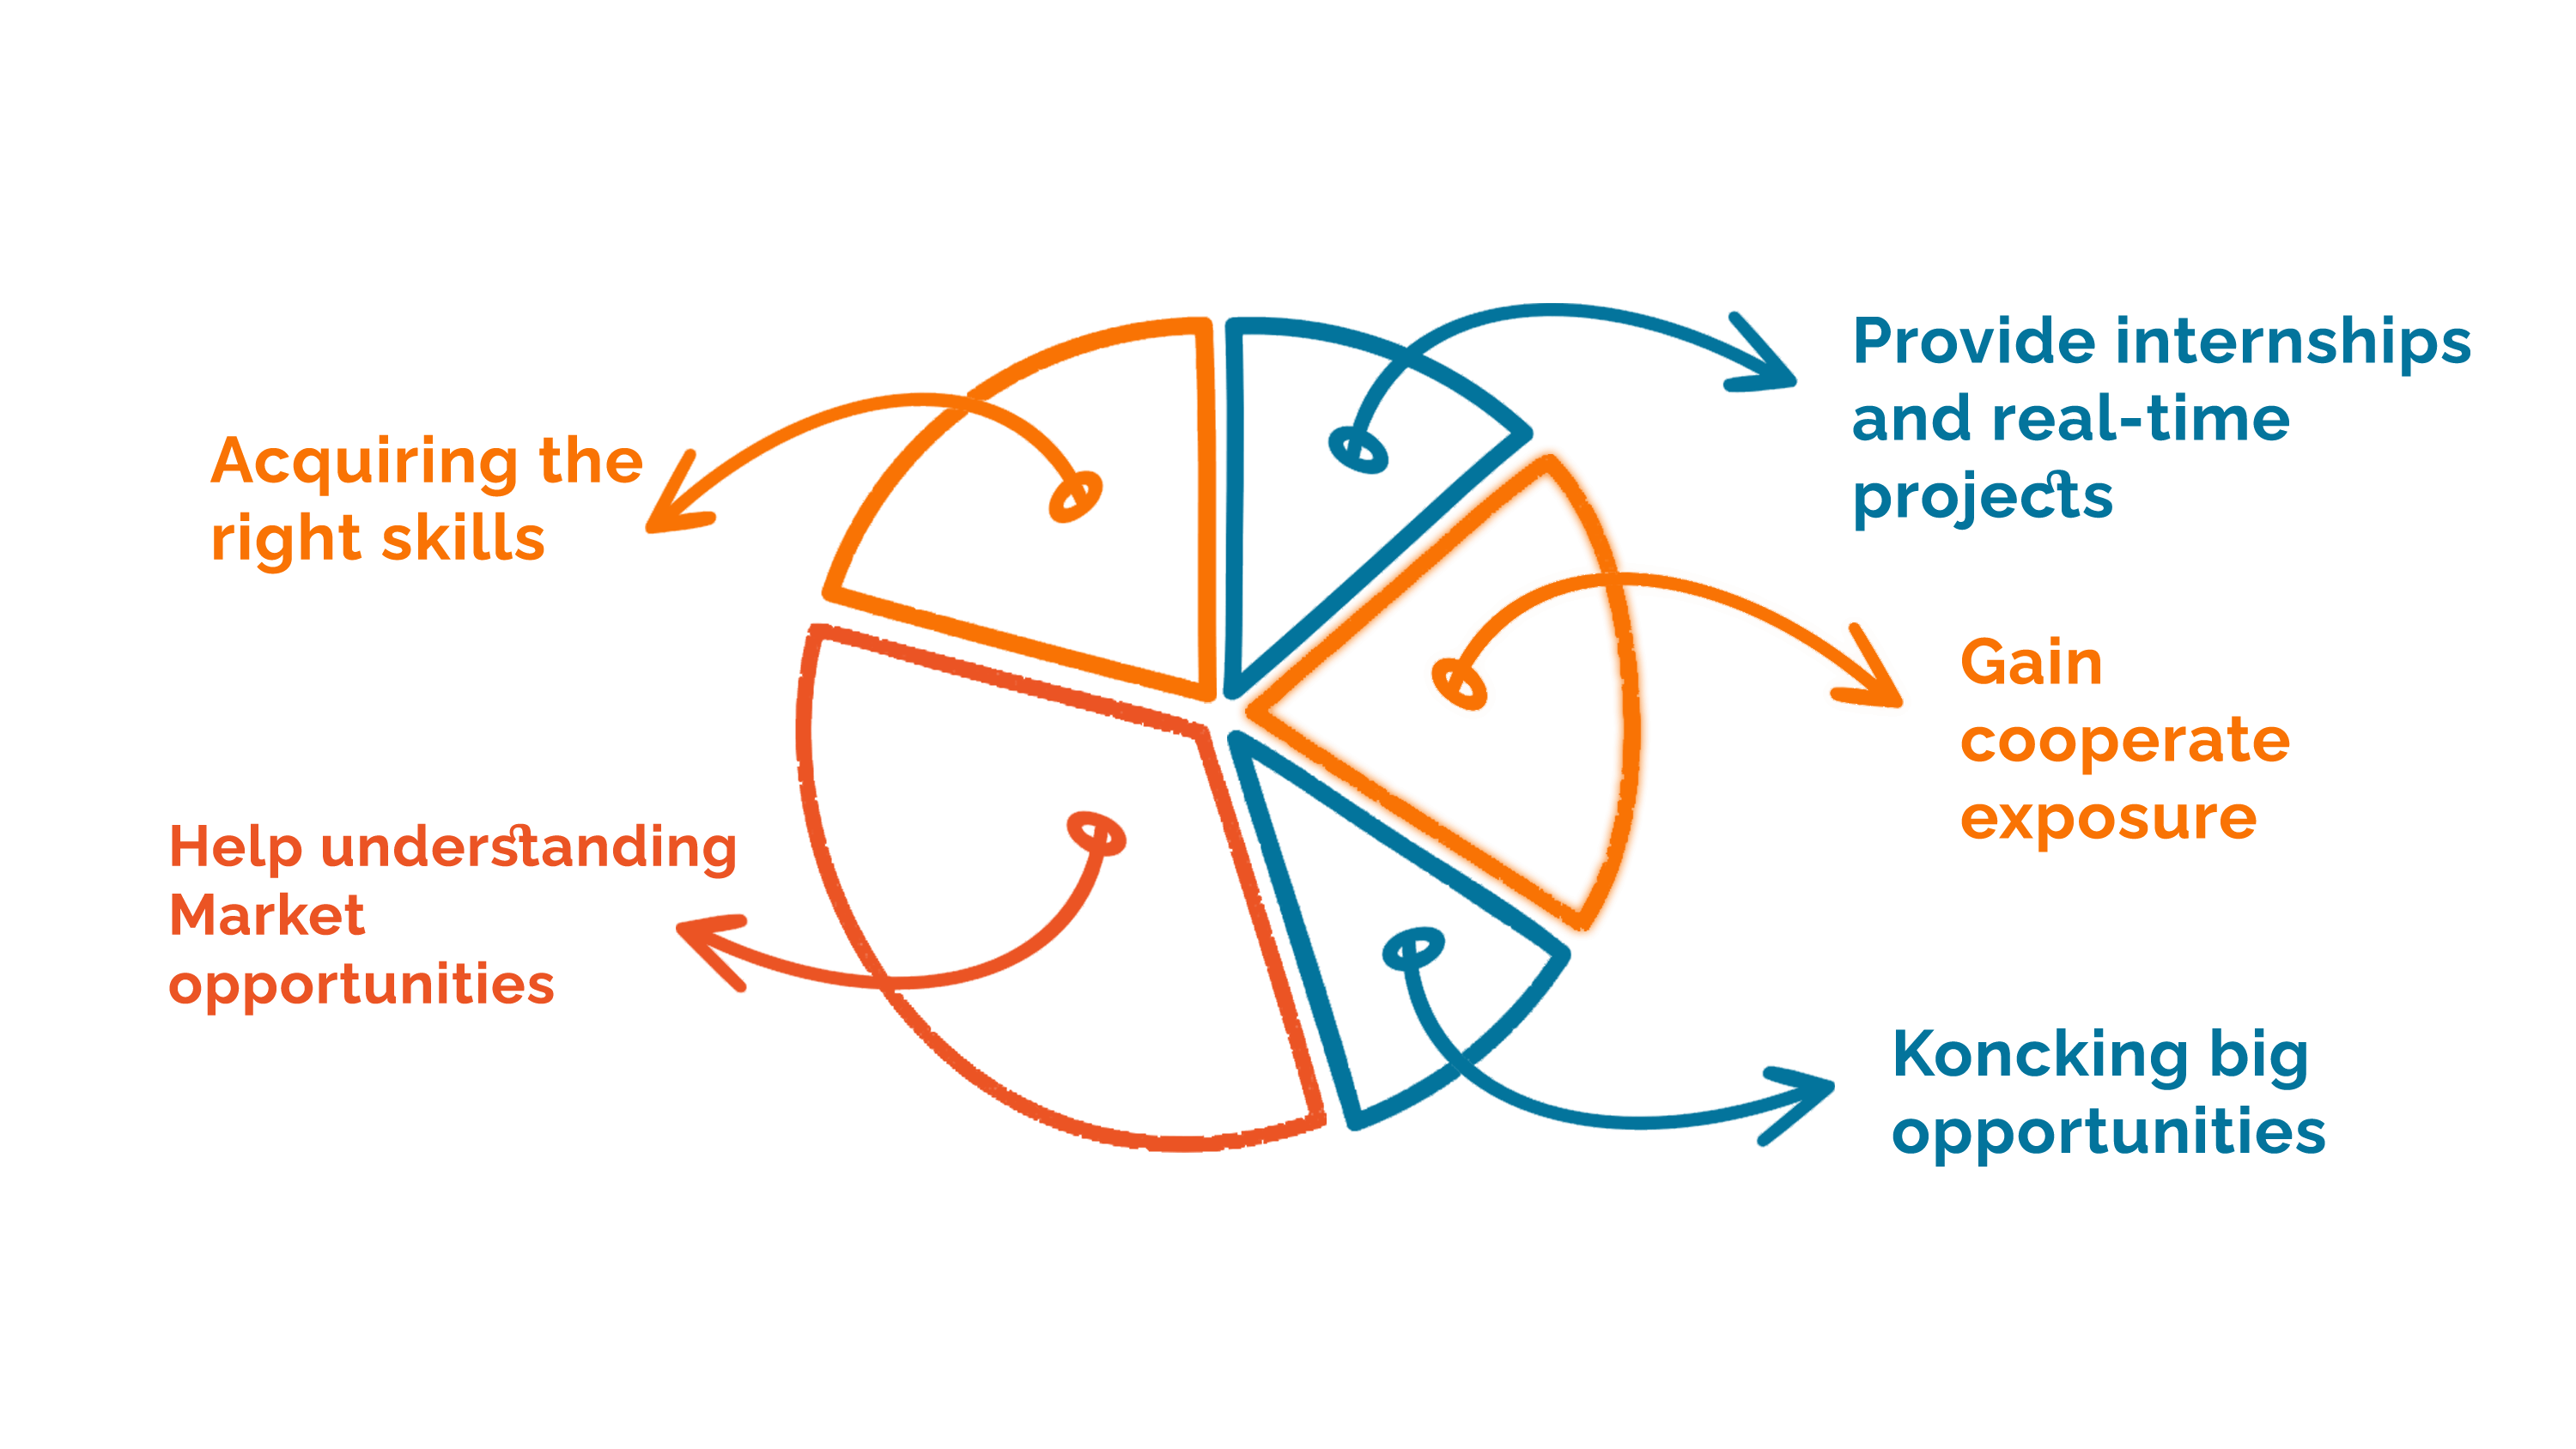 Acquiring the
right skills
Help understanding
Market
opportunities
Provide internships
and real-time
projects
Gain
cooperate
exposure
Koncking big
opportunities